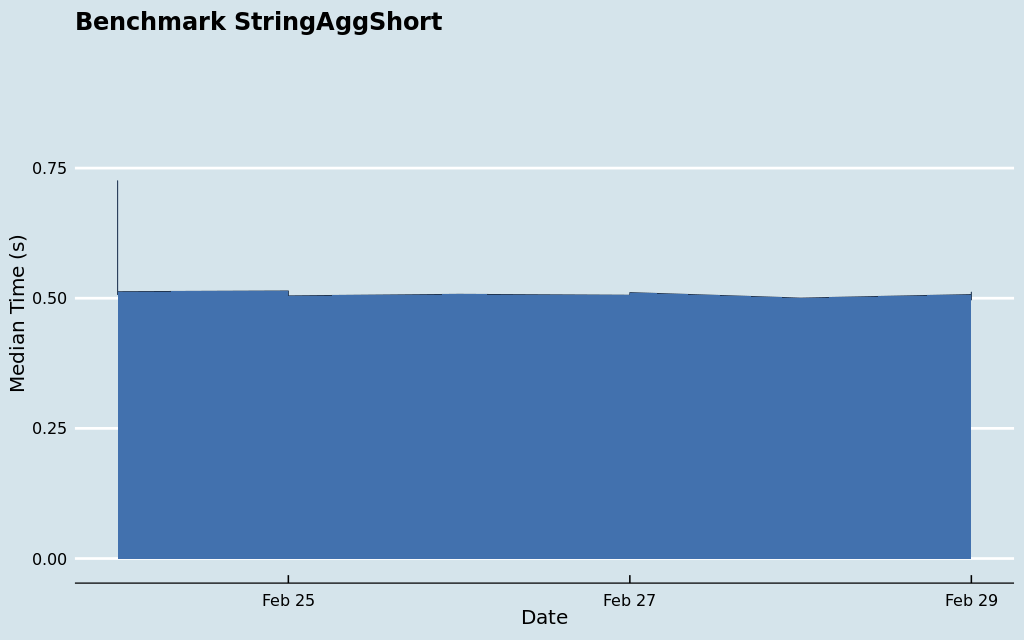 Benchmark StringAggShort
Median Time (s)
0.75
0.50
0.25
0.00
Feb 25
Feb 27
Feb 29
Date